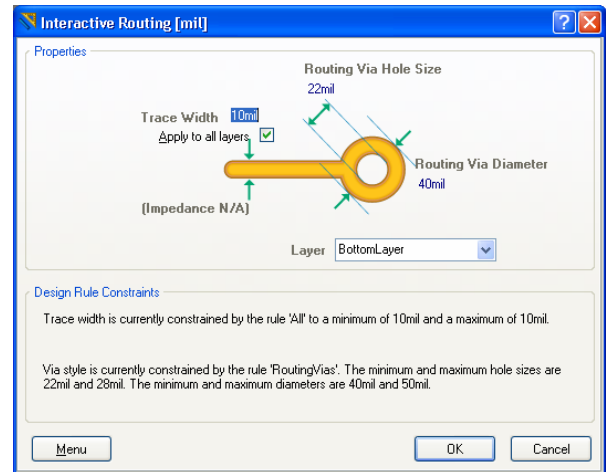 Interactive Routing [mil]
Properties
Routing Via Hole Size
22mil
Trace Width 10mil
Apply to all layers
Routing Via Diameter
40mil
(Impedance N/A)
Layer BottomLayer
Design Rule Constraints
Trace width is currently constrained by the rule 'All' to a minimum of 10mil and a maximum of 10mil.
Via style is currently constrained by the rule 'RoutingVias'. The minimum and maximum hole sizes are
22mil and 28mil. The minimum and maximum diameters are 40mil and 50mil.
Menu OK Cancel